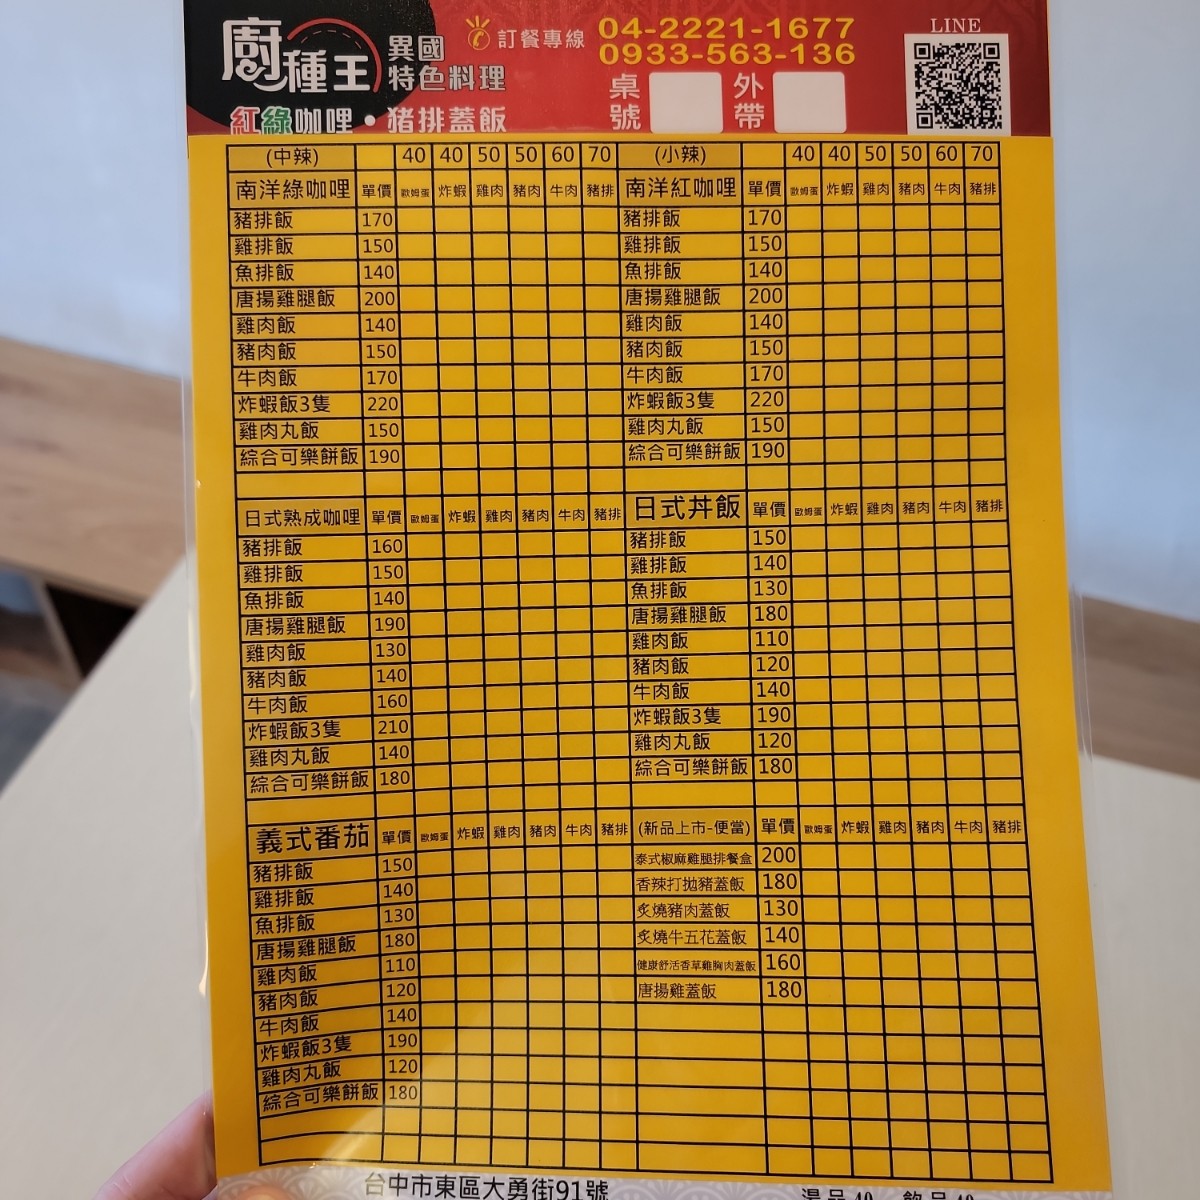 廚種王 異國特色料理
訂餐專線 04-2221-1677
0933-563-136
LINE
紅綠咖哩・豬排蓋飯
桌號 外帶
(中辣) 40 40 50 50 60 70
南洋綠咖哩 單價 歐姆蛋 炸蝦 雞肉 豬肉 牛肉 豬排
豬排飯 170
雞排飯 150
魚排飯 140
唐揚雞腿飯 200
雞肉飯 140
豬肉飯 150
牛肉飯 170
炸蝦飯3隻 220
雞肉丸飯 150
綜合可樂餅飯 190
(小辣) 40 40 50 50 60 70
南洋紅咖哩 單價 歐姆蛋 炸蝦 雞肉 豬肉 牛肉 豬排
豬排飯 170
雞排飯 150
魚排飯 140
唐揚雞腿飯 200
雞肉飯 140
豬肉飯 150
牛肉飯 170
炸蝦飯3隻 220
雞肉丸飯 150
綜合可樂餅飯 190
日式熟成咖哩 單價 歐姆蛋 炸蝦 雞肉 豬肉 牛肉 豬排
豬排飯 160
雞排飯 150
魚排飯 140
唐揚雞腿飯 190
雞肉飯 130
豬肉飯 140
牛肉飯 160
炸蝦飯3隻 210
雞肉丸飯 140
綜合可樂餅飯 180
日式丼飯 單價 歐姆蛋 炸蝦 雞肉 豬肉 牛肉 豬排
豬排飯 150
雞排飯 140
魚排飯 130
唐揚雞腿飯 180
雞肉飯 110
豬肉飯 120
牛肉飯 140
炸蝦飯3隻 190
雞肉丸飯 120
綜合可樂餅飯 180
義式番茄 單價 歐姆蛋 炸蝦 雞肉 豬肉 牛肉 豬排
豬排飯 150
雞排飯 140
魚排飯 130
唐揚雞腿飯 180
雞肉飯 110
豬肉飯 120
牛肉飯 140
炸蝦飯3隻 190
雞肉丸飯 120
綜合可樂餅飯 180
(新品上市-便當) 單價 歐姆蛋 炸蝦 雞肉 豬肉 牛肉 豬排
泰式椒麻雞腿排餐盒 200
香辣打拋豬蓋飯 180
炙燒豬肉蓋飯 130
炙燒牛五花蓋飯 140
健康舒活香草雞胸肉蓋飯 160
唐揚雞蓋飯 180
台中市東區大勇街91號
湯品40 飲品40